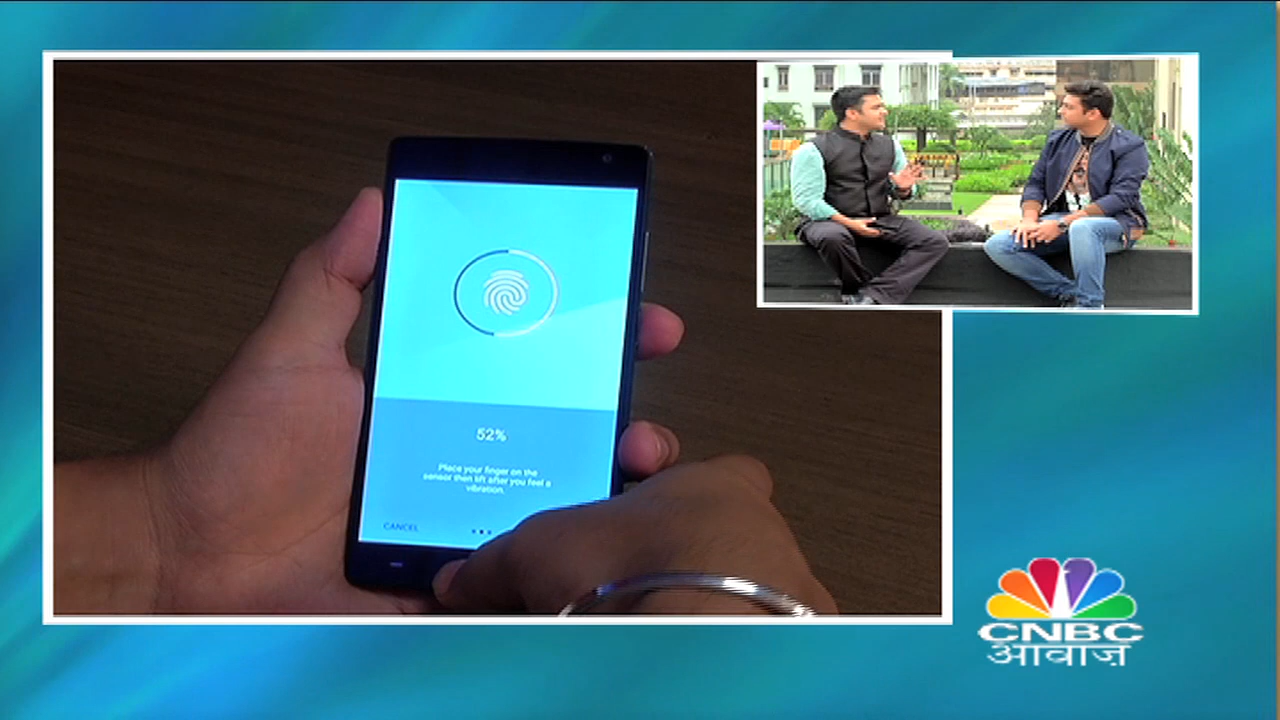 52%
Place your finger on the
sensor then lift after you feel a
vibration.
CANCEL
CNBC
आवाज़